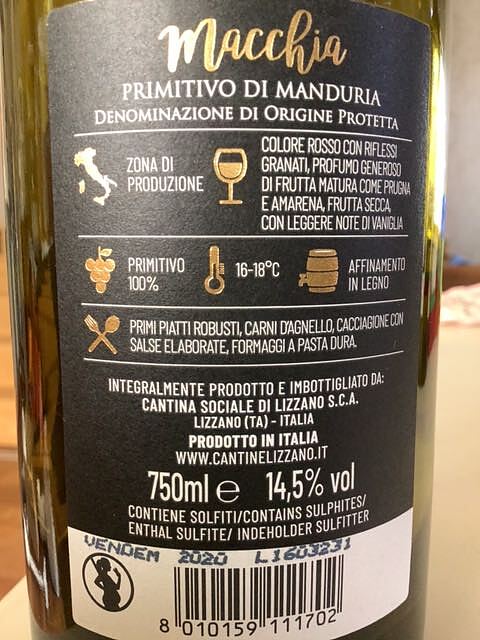 Macchia
PRIMITIVO DI MANDURIA
DENOMINAZIONE DI ORIGINE PROTETTA
ZONA DI
PRODUZIONE
COLORE ROSSO CON RIFLESSI
GRANATI, PROFUMO GENEROSO
DI FRUTTA MATURA COME PRUGNA
E AMARENA, FRUTTA SECCA,
CON LEGGERE NOTE DI VANIGLIA
PRIMITIVO
100%
16-18°C
AFFINAMENTO
IN LEGNO
PRIMI PIATTI ROBUSTI, CARNI D'AGNELLO, CACCIAGIONE CON
SALSE ELABORATE, FORMAGGI A PASTA DURA.
INTEGRALMENTE PRODOTTO E IMBOTTIGLIATO DA:
CANTINA SOCIALE DI LIZZANO S.C.A.
LIZZANO (TA) - ITALIA
PRODOTTO IN ITALIA
WWW.CANTINELIZZANO.IT
750ml e 14,5% vol
CONTIENE SOLFITI/CONTAINS SULPHITES/
ENTHAL SULFITE/ INDEHOLDER SULFITTER
VENDEM 2020 L1603231
8 010159 111702